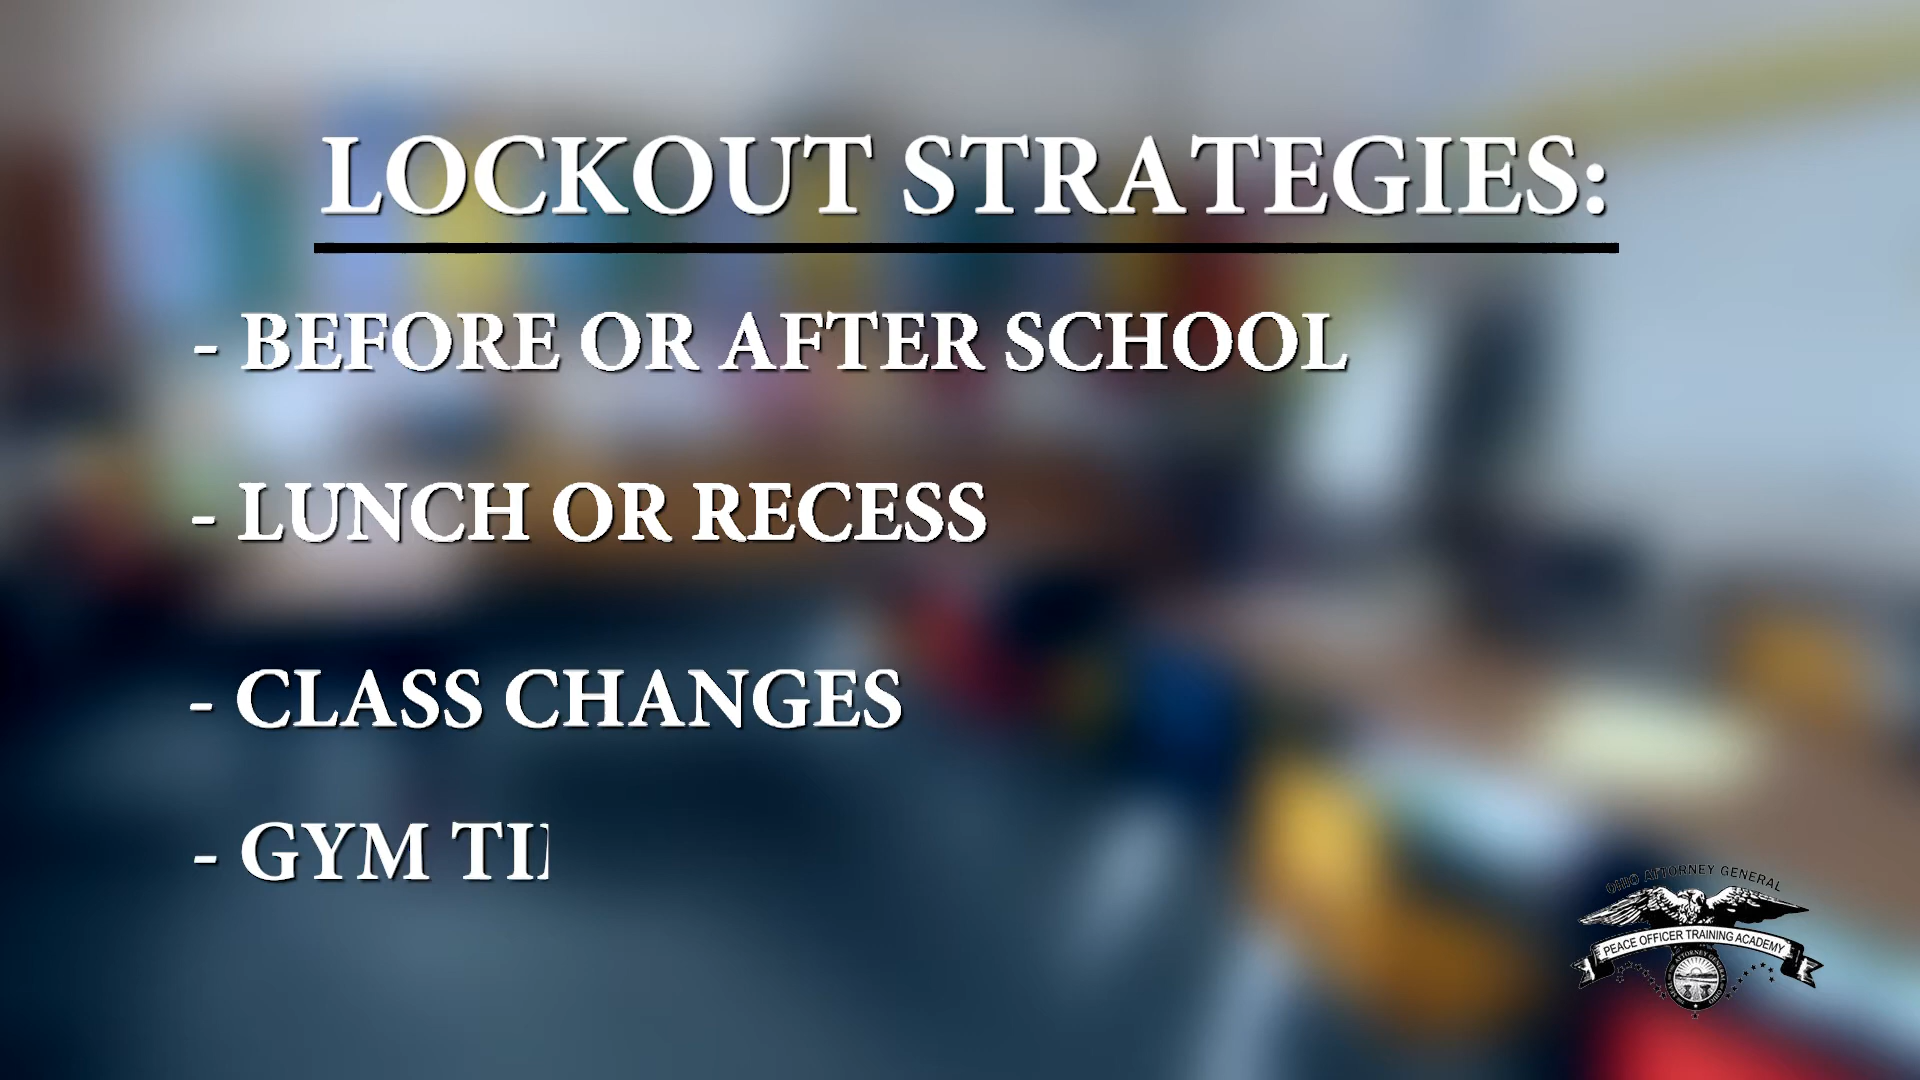 LOCKOUT STRATEGIES:
- BEFORE OR AFTER SCHOOL
- LUNCH OR RECESS
- CLASS CHANGES
- GYM
OHIO ATTORNEY GENERAL
PEACE OFFICER TRAINING ACADEMY